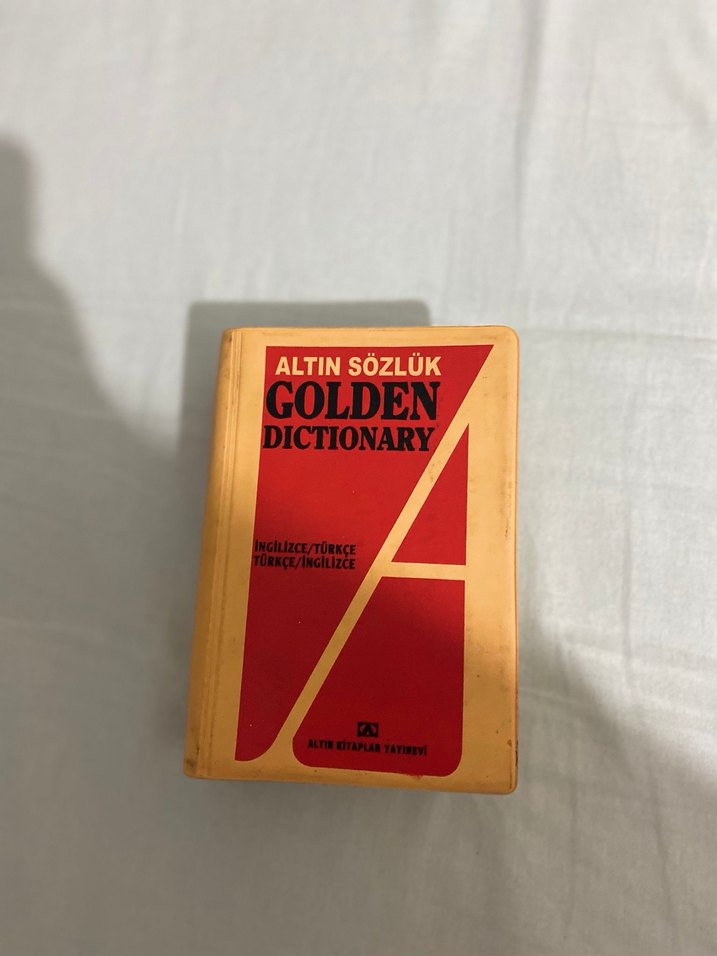 ALTIN SÖZLÜK
GOLDEN
DICTIONARY
İNGİLİZCE/TÜRKÇE
TÜRKÇE/İNGİLİZCE
ALTIN KİTAPLAR YAYINEVİ